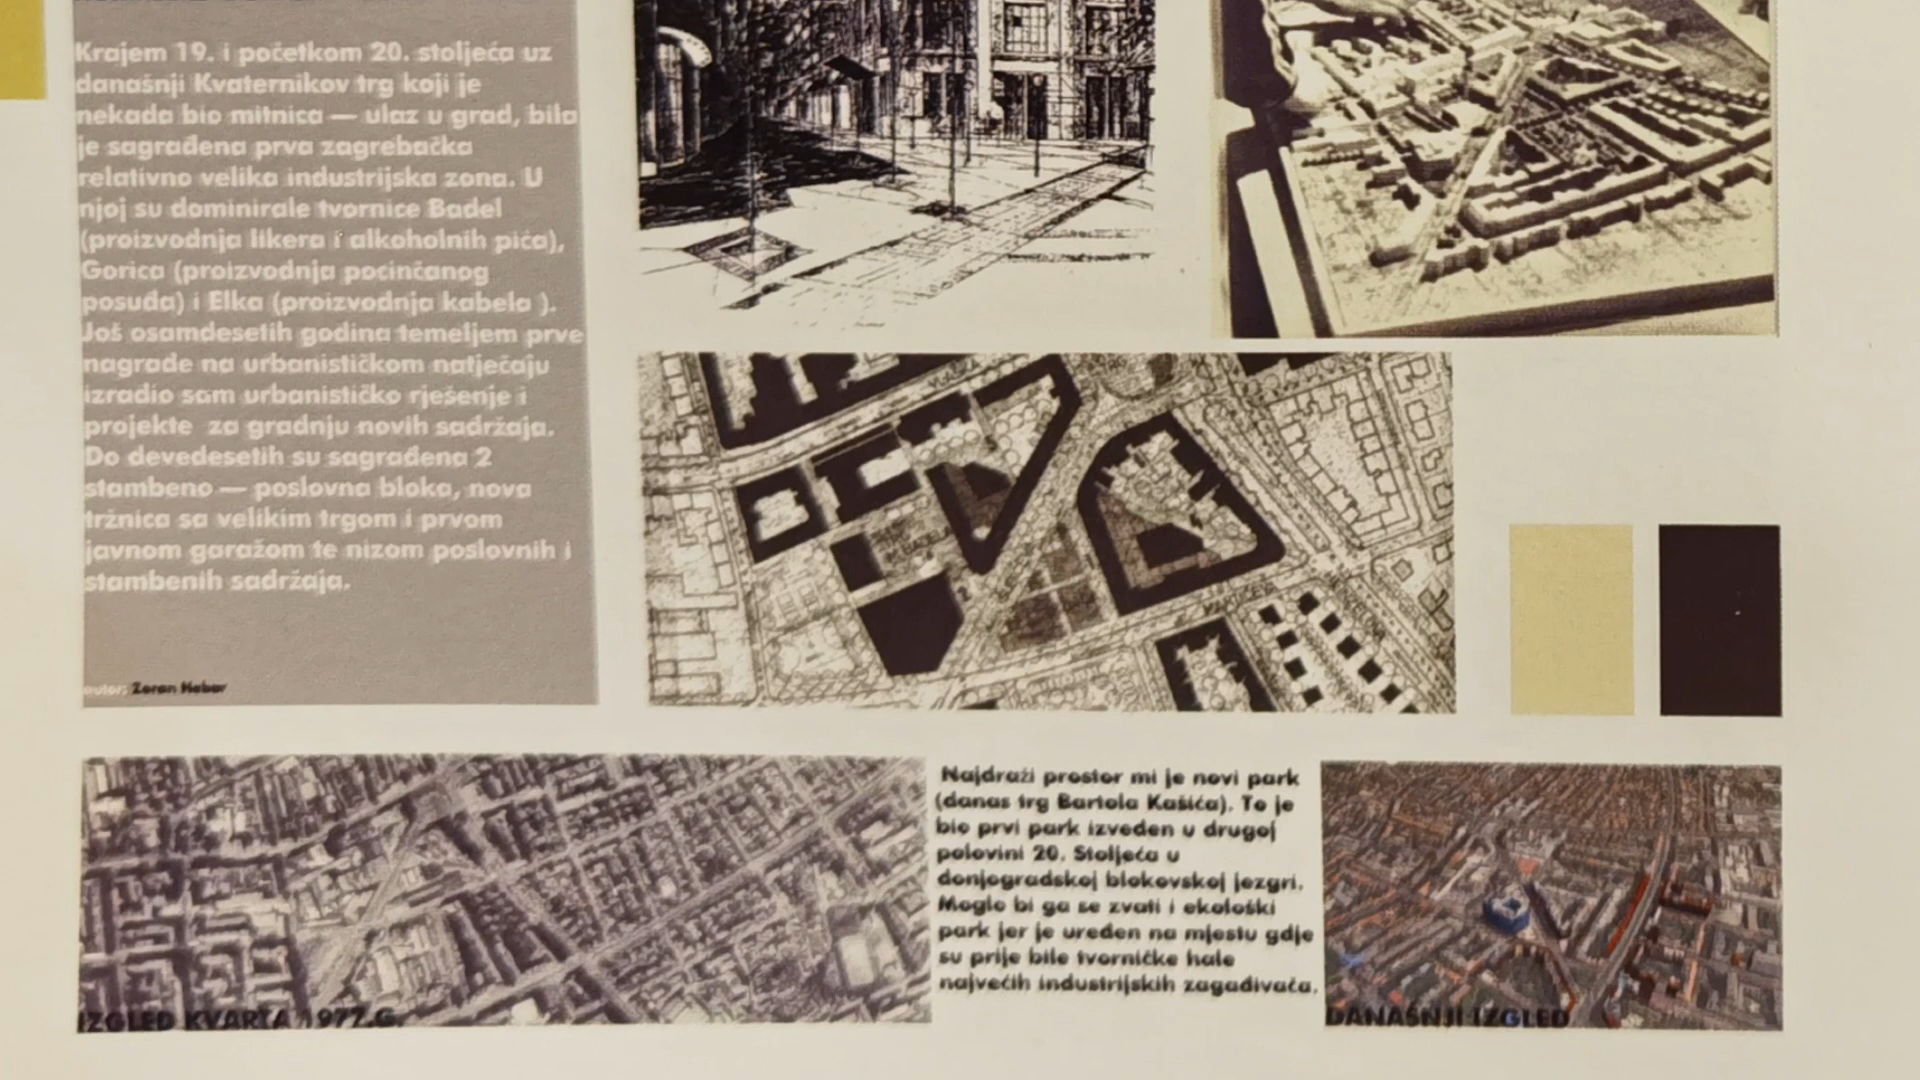 Krajem 19. i početkom 20. stoljeća uz
današnji Kvaternikov trg koji je
nekada bio mitnica — ulaz u grad, bila
je sagrađena prva zagrebačka
relativno velika industrijska zona. U
njoj su dominirale tvornice Badel
(proizvodnja likera i alkoholnih pića),
Gorica (proizvodnja pocinčanog
posuđa) i Elka (proizvodnja kabela ).
Još osamdesetih godina temeljem prve
nagrade na urbanističkom natječaju
izradio sam urbanističko rješenje i
projekte za gradnju novih sadržaja.
Do devedesetih su sagrađena 2
stambeno — poslovna bloka, nova
tržnica sa velikim trgom i prvom
javnom garažom te nizom poslovnih i
stambenih sadržaja.
autor: Zoran Hebar
VLAŠKA
IZGLED KVARTA 1977.G.
Najdraži prostor mi je novi park
(danas trg Bartola Kašića). To je
bio prvi park izveden u drugoj
polovini 20. Stoljeća u
donjogradskoj blokovskoj jezgri.
Moglo bi ga se zvati i ekološki
park jer je uređen na mjestu gdje
su prije bile tvorničke hale
najvećih industrijskih zagađivača.
DANAŠNJI IZGLED